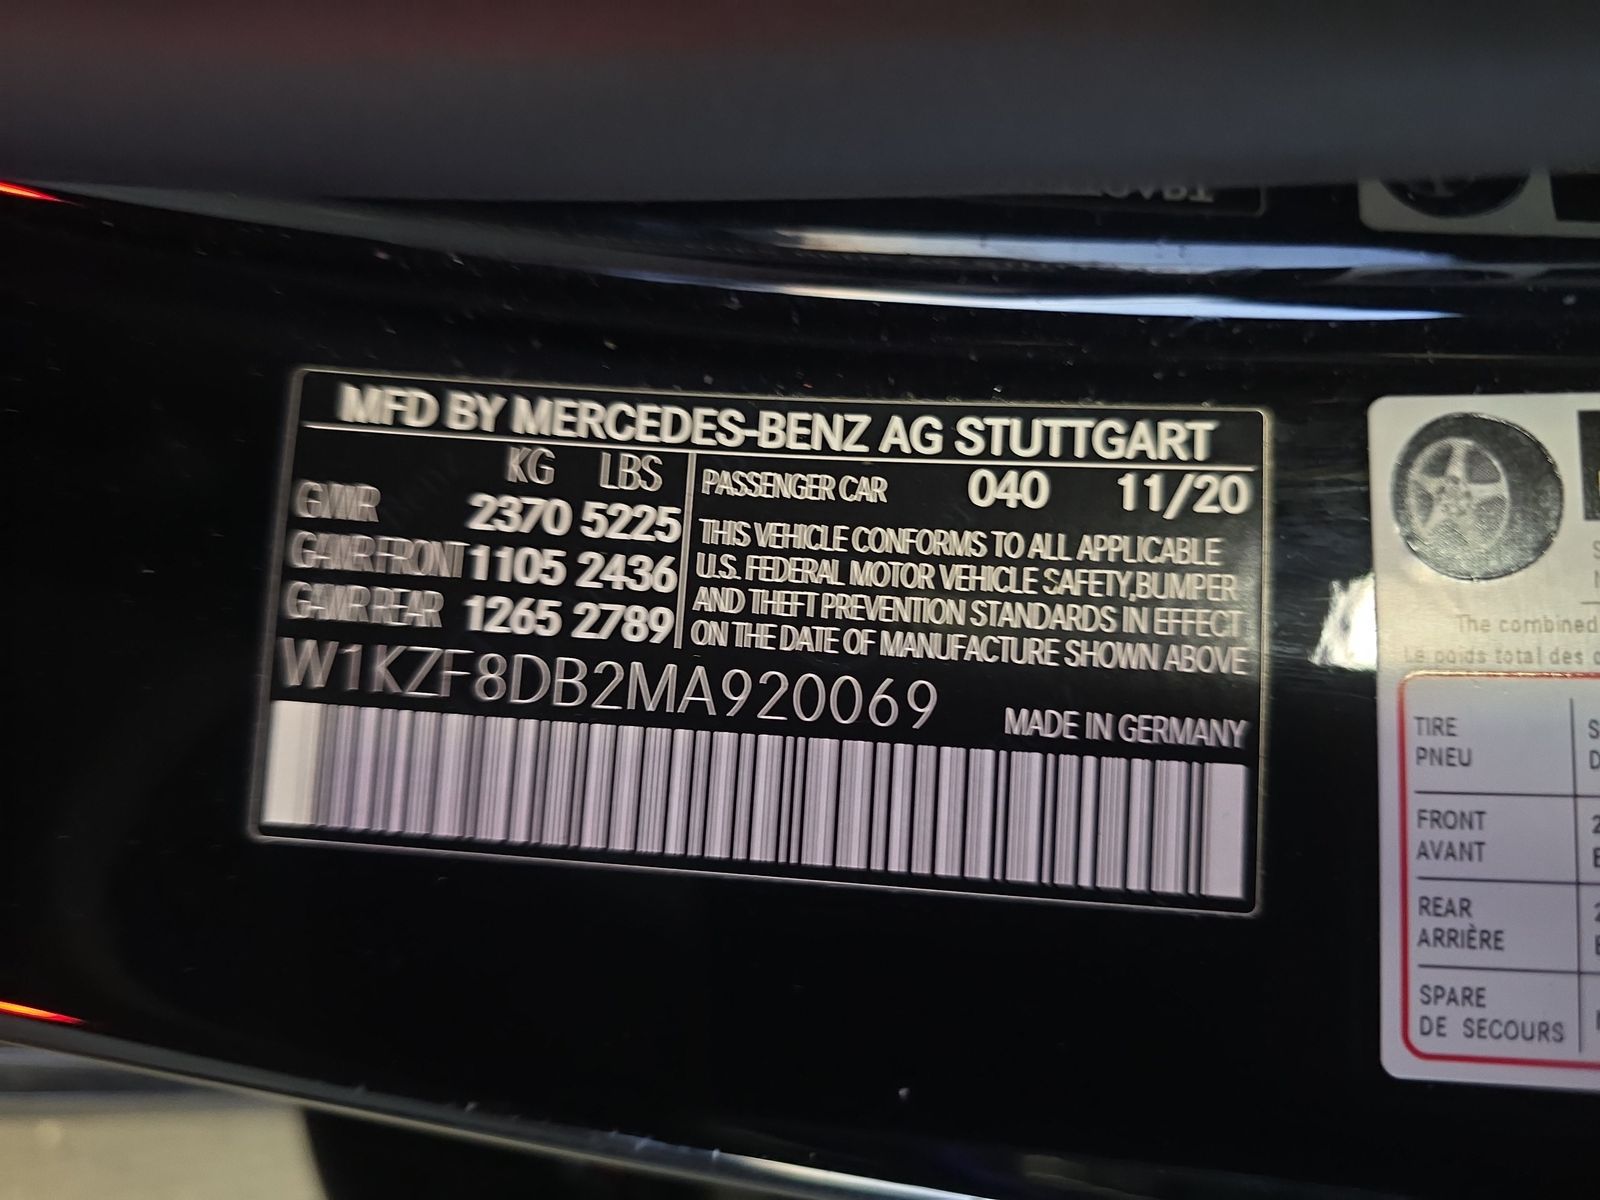 MFD BY MERCEDES-BENZ AG STUTTGART
KG LBS
GVWR 2370 5225
GAWR FRONT 1105 2436
GAWR REAR 1265 2789
PASSENGER CAR 040 11/20
THIS VEHICLE CONFORMS TO ALL APPLICABLE
U.S. FEDERAL MOTOR VEHICLE SAFETY,BUMPER
AND THEFT PREVENTION STANDARDS IN EFFECT
ON THE DATE OF MANUFACTURE SHOWN ABOVE
W1KZF8DB2MA920069
MADE IN GERMANY
The combined
Le poids total des
TIRE
PNEU
FRONT
AVANT
REAR
ARRIÈRE
SPARE
DE SECOURS